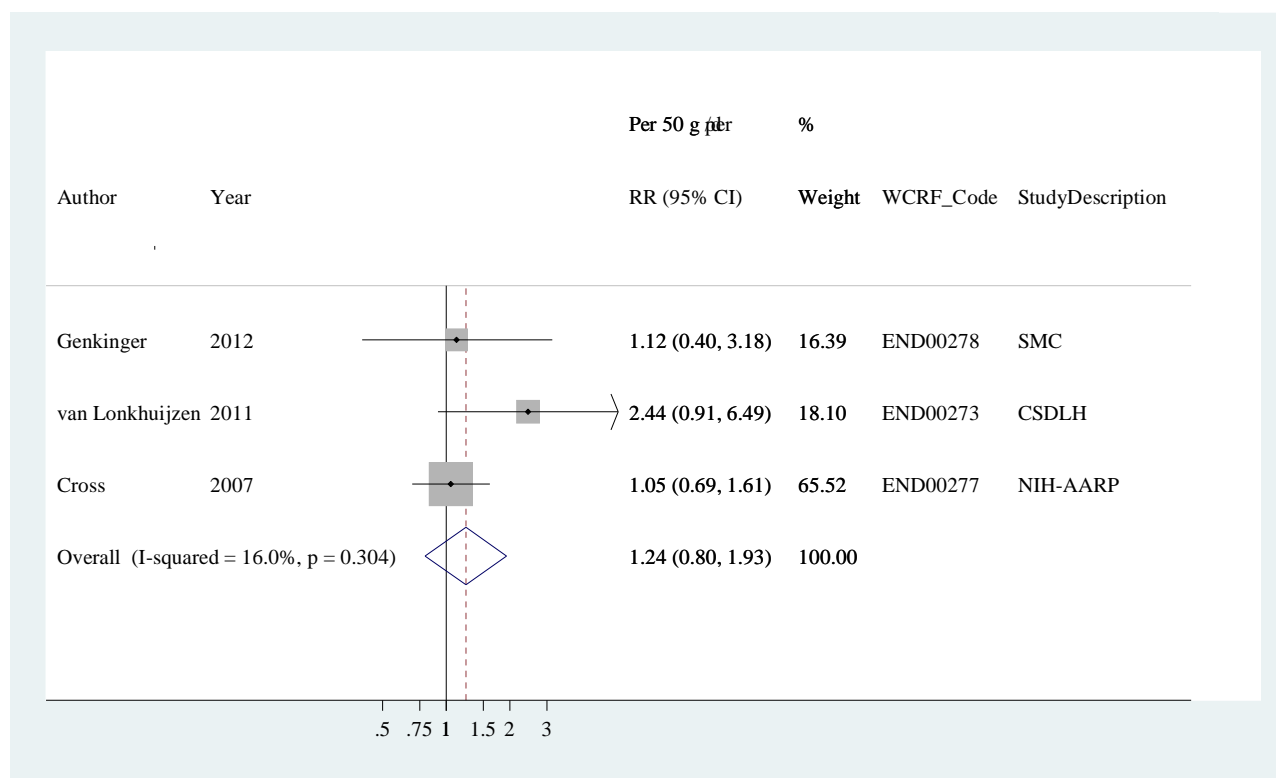 Per 50 g %
Author Year RR (95% CI) Weight WCRF_Code StudyDescription
Genkinger 2012 1.12 (0.40, 3.18) 16.39 END00278 SMC
van Lonkhuijzen 2011 2.44 (0.91, 6.49) 18.10 END00273 CSDLH
Cross 2007 1.05 (0.69, 1.61) 65.52 END00277 NIH-AARP
Overall (I-squared = 16.0%, p = 0.304) 1.24 (0.80, 1.93) 100.00
.5 .75 1 1.5 2 3